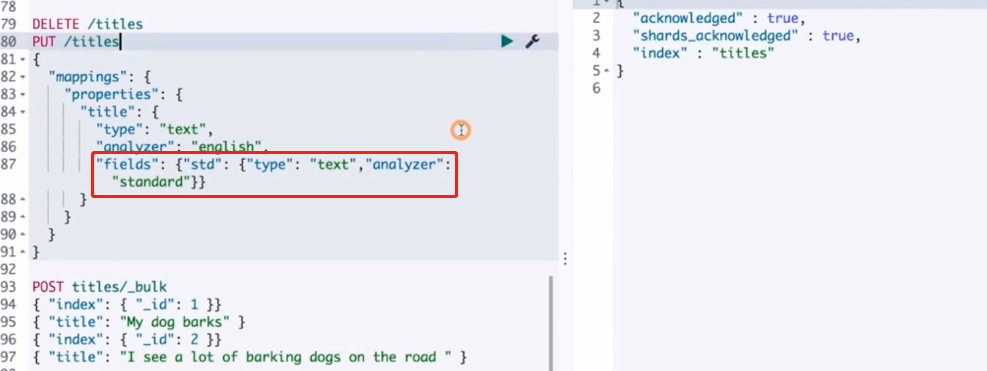 78
79 DELETE /titles
80 PUT /titles
81 {
82 "mappings": {
83 "properties": {
84 "title": {
85 "type": "text",
86 "analyzer": "english",
87 "fields": {"std": {"type": "text","analyzer":
"standard"}}
88 }
89 }
90 }
91 }
92
93 POST titles/_bulk
94 { "index": { "_id": 1 }}
95 { "title": "My dog barks" }
96 { "index": { "_id": 2 }}
97 { "title": "I see a lot of barking dogs on the road " }
1 {
2 "acknowledged" : true,
3 "shards_acknowledged" : true,
4 "index" : "titles"
5 }
6